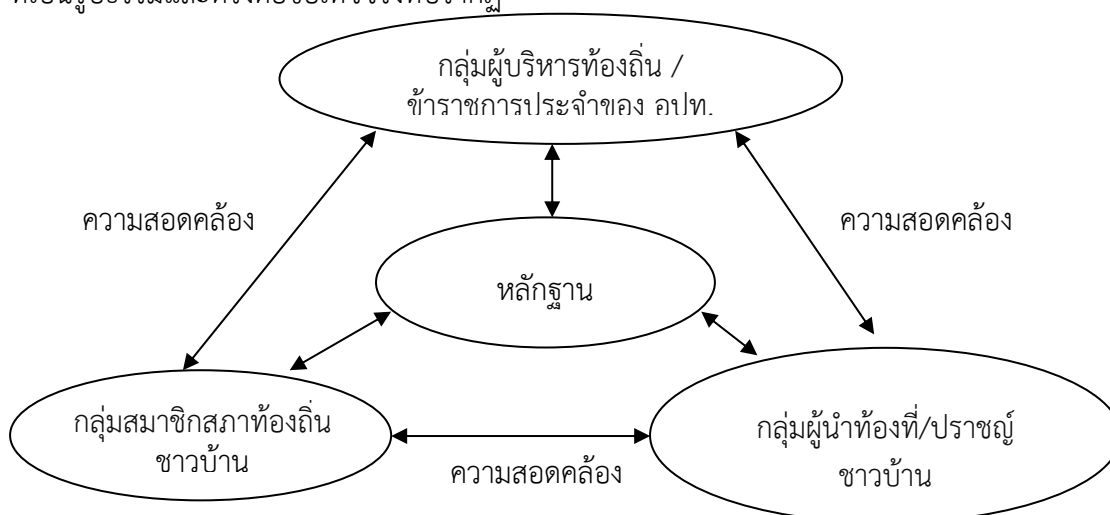 กลุ่มผู้บริหารท้องถิ่น /
ข้าราชการประจำของ อปท.
ความสอดคล้อง
ความสอดคล้อง
หลักฐาน
กลุ่มสมาชิกสภาท้องถิ่น
ชาวบ้าน
กลุ่มผู้นำท้องที่/ปราชญ์
ชาวบ้าน
ความสอดคล้อง